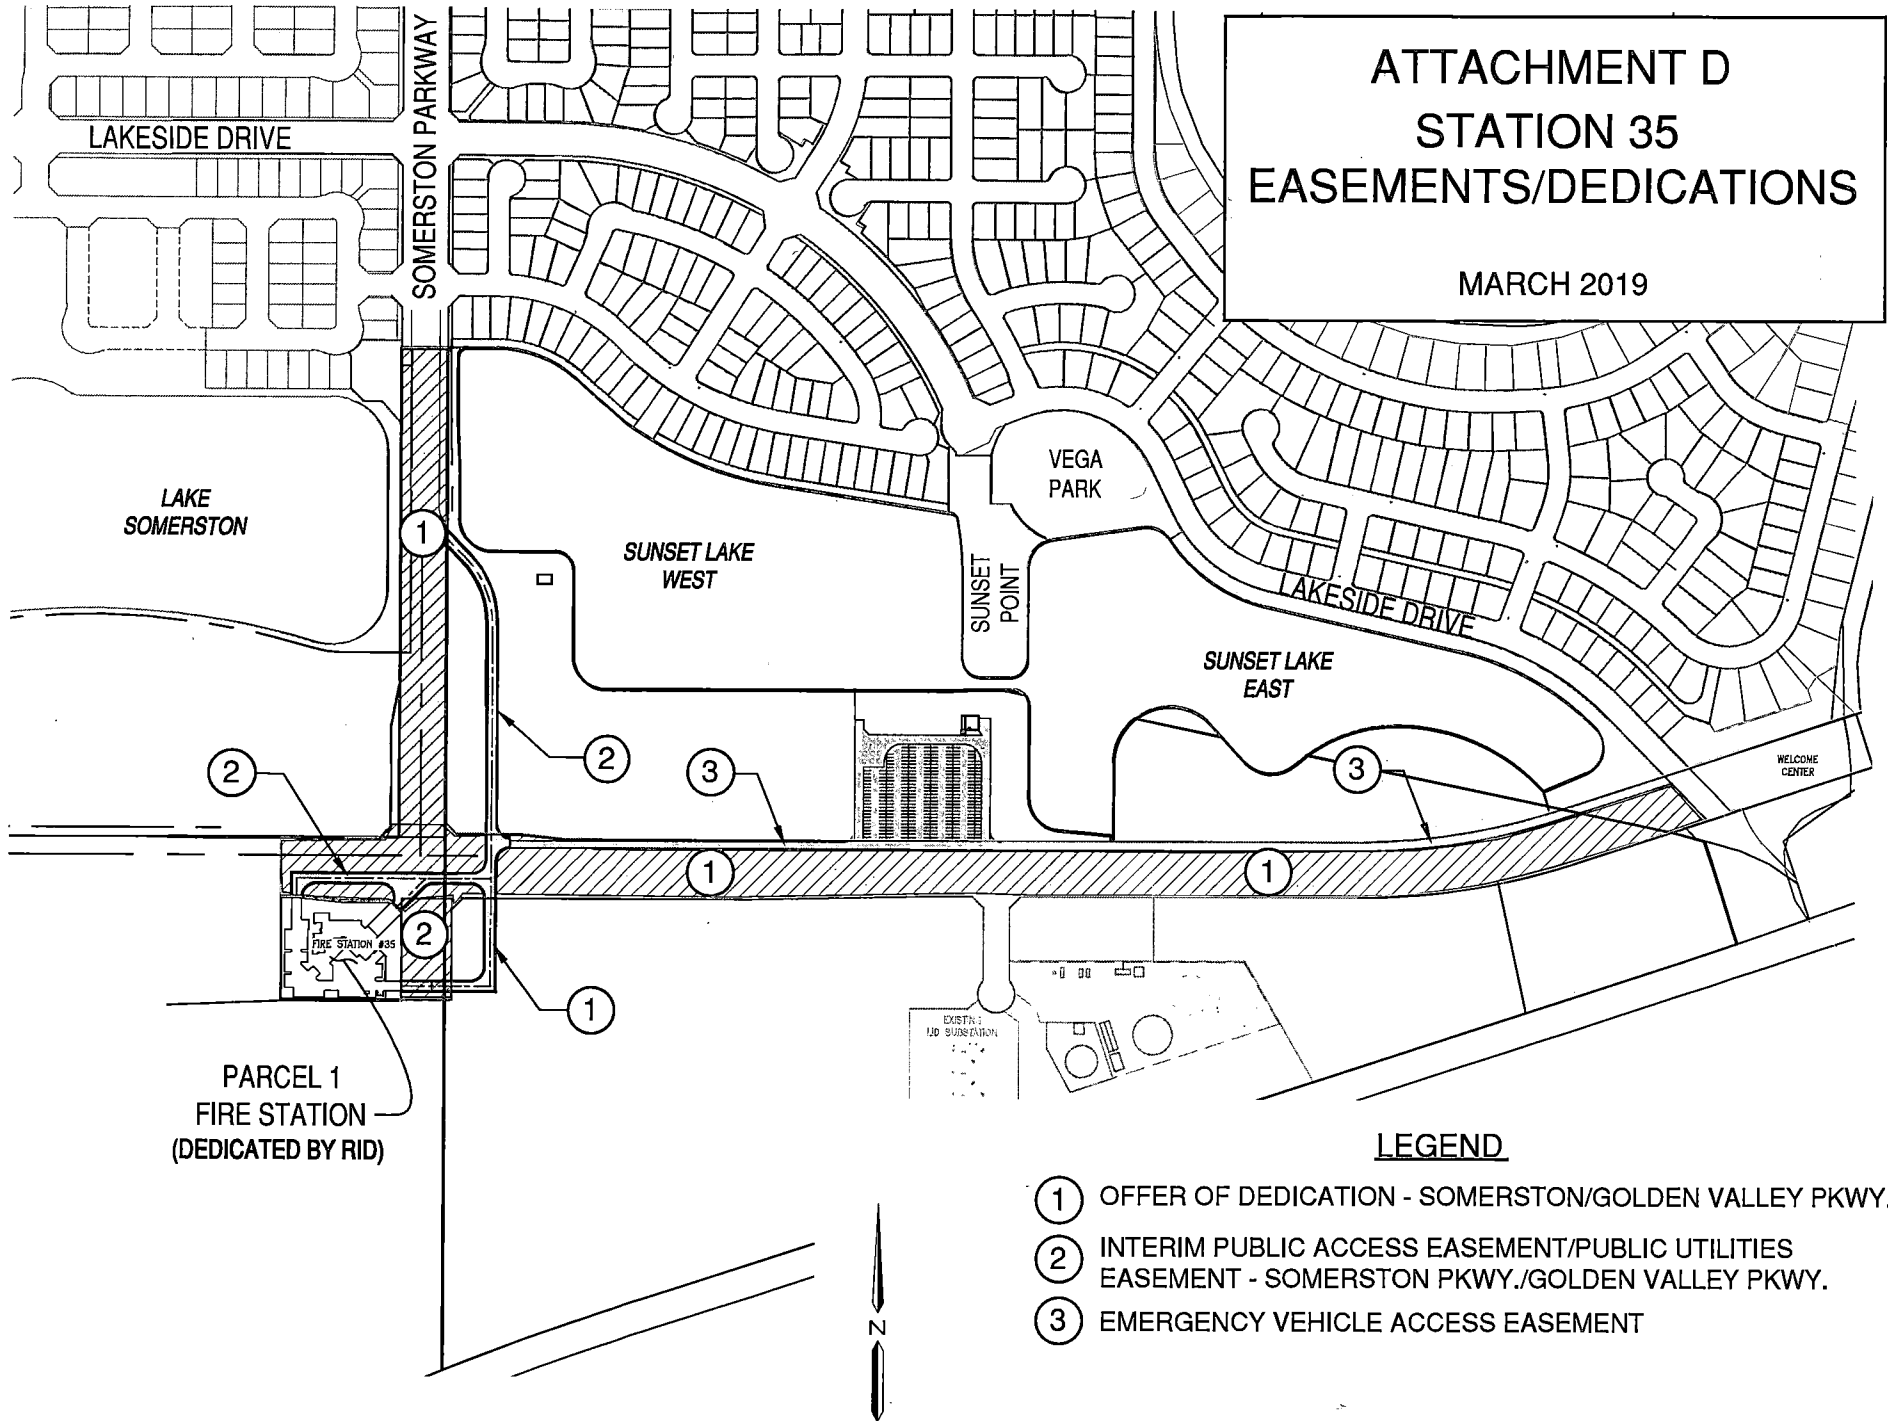 ATTACHMENT D
STATION 35
EASEMENTS/DEDICATIONS
MARCH 2019
SOMERSTON PARKWAY
LAKESIDE DRIVE
LAKE
SOMERSTON
1
SUNSET LAKE
WEST
VEGA
PARK
SUNSET
POINT
LAKESIDE DRIVE
SUNSET LAKE
EAST
2
2
3
3
WELCOME
CENTER
1
1
2
FIRE STATION #35
1
EXISTING
SUBSTATION
PARCEL 1
FIRE STATION
(DEDICATED BY RID)
LEGEND
1 OFFER OF DEDICATION - SOMERSTON/GOLDEN VALLEY PKWY.
2 INTERIM PUBLIC ACCESS EASEMENT/PUBLIC UTILITIES
EASEMENT - SOMERSTON PKWY./GOLDEN VALLEY PKWY.
3 EMERGENCY VEHICLE ACCESS EASEMENT
N